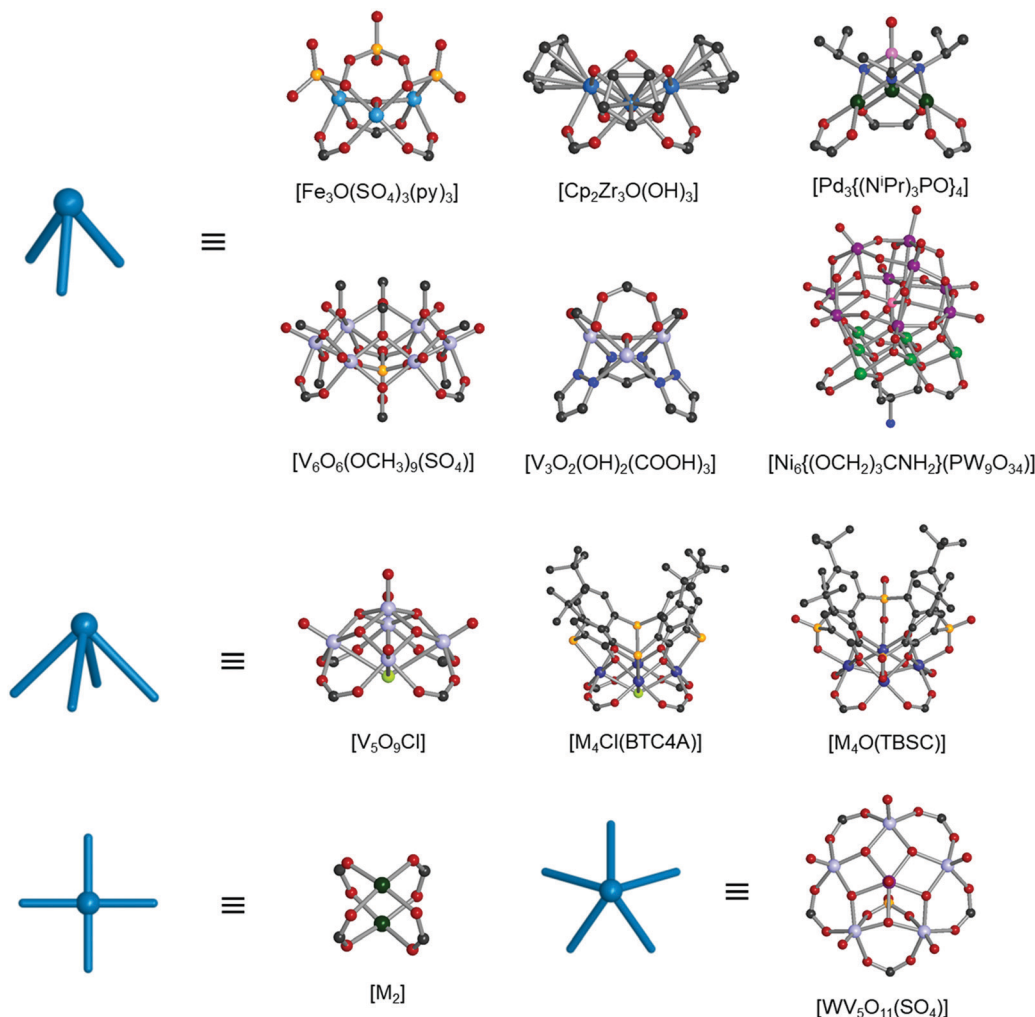 ≡
[Fe₃O(SO₄)₃(py)₃]
[Cp₂Zr₃O(OH)₃]
[Pd₃{(NⁱPr)₃PO}₄]
[V₆O₆(OCH₃)₉(SO₄)]
[V₃O₂(OH)₂(COOH)₃]
[Ni₆{(OCH₂)₃CNH₂}(PW₉O₃₄)]
≡
[V₅O₉Cl]
[M₄Cl(BTC4A)]
[M₄O(TBSC)]
≡
[M₂]
≡
[WV₅O₁₁(SO₄)]